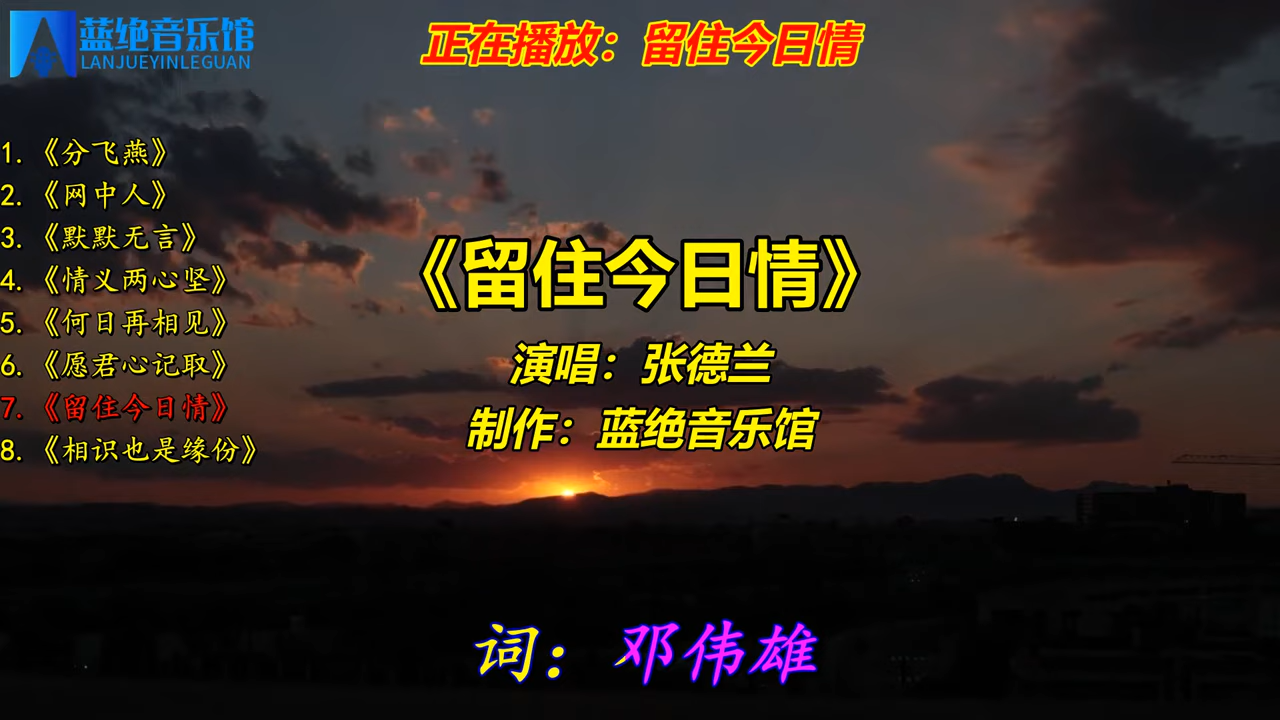 蓝绝音乐馆
LANJUEYINLEGUAN
正在播放：留住今日情
1.《分飞燕》
2.《网中人》
3.《默默无言》
4.《情义两心坚》
5.《何日再相见》
6.《愿君心记取》
7.《留住今日情》
8.《相识也是缘份》
《留住今日情》
演唱：张德兰
制作：蓝绝音乐馆
词：邓伟雄